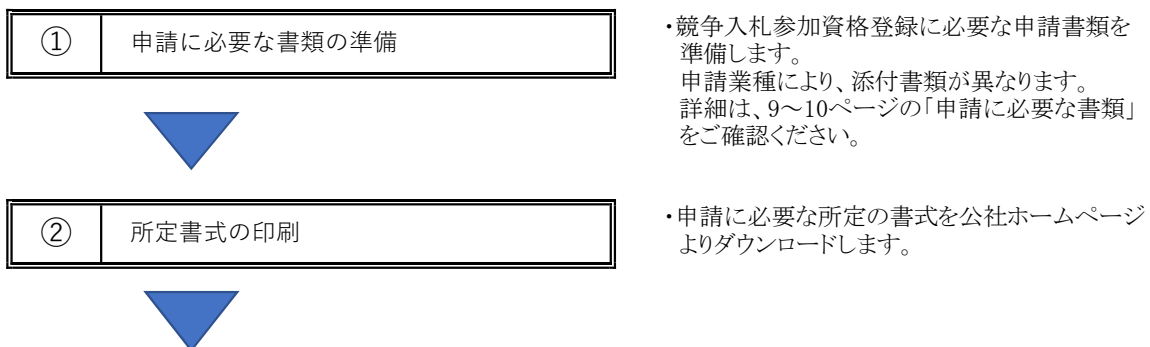 ① 申請に必要な書類の準備
・競争入札参加資格登録に必要な申請書類を
準備します。
申請業種により、添付書類が異なります。
詳細は、9～10ページの「申請に必要な書類」
をご確認ください。
② 所定書式の印刷
・申請に必要な所定の書式を公社ホームページ
よりダウンロードします。